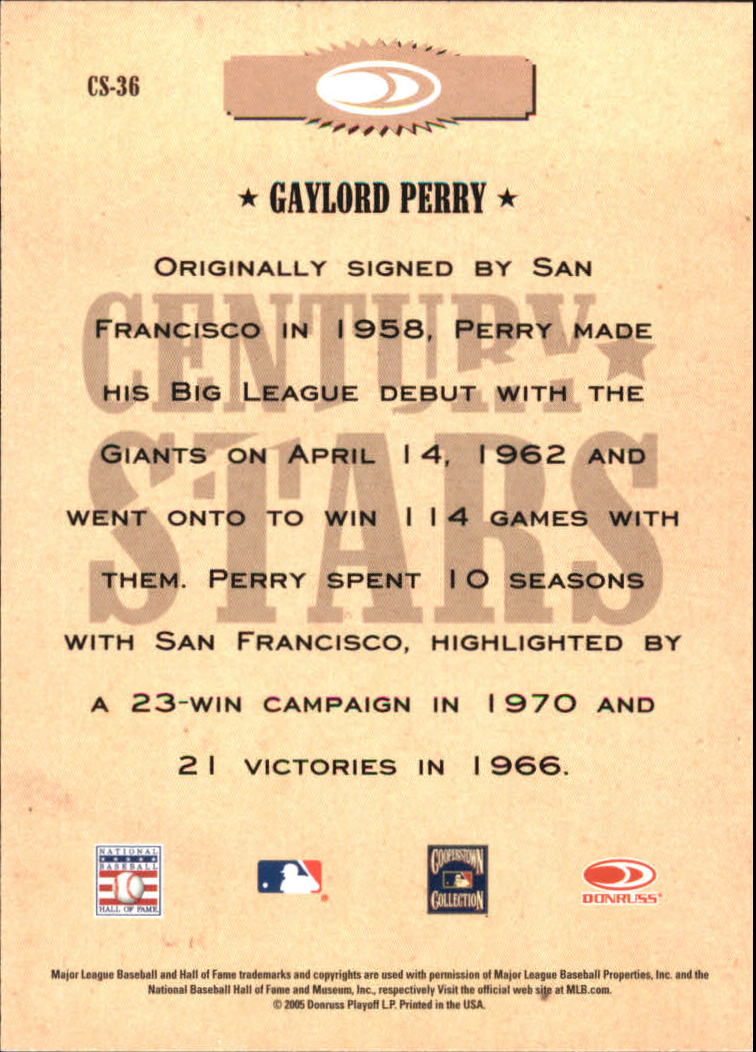 CS-36
★ GAYLORD PERRY ★
ORIGINALLY SIGNED BY SAN
FRANCISCO IN 1958, PERRY MADE
HIS BIG LEAGUE DEBUT WITH THE
GIANTS ON APRIL 14, 1962 AND
WENT ONTO TO WIN 114 GAMES WITH
THEM. PERRY SPENT 10 SEASONS
WITH SAN FRANCISCO, HIGHLIGHTED BY
A 23-WIN CAMPAIGN IN 1970 AND
21 VICTORIES IN 1966.
CENTURY★
STARS
NATIONAL
BASEBALL
HALL OF FAME
COOPERSTOWN
COLLECTION
DONRUSS
Major League Baseball and Hall of Fame trademarks and copyrights are used with permission of Major League Baseball Properties, Inc. and the
National Baseball Hall of Fame and Museum, Inc., respectively Visit the official web site at MLB.com.
© 2005 Donruss Playoff L.P. Printed in the USA.